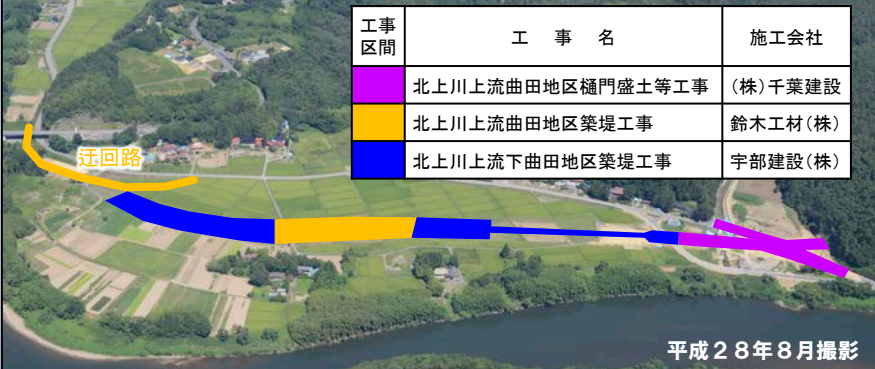 工事
区間
工 事 名
施工会社
北上川上流曲田地区樋門盛土等工事
(株)千葉建設
北上川上流曲田地区築堤工事
鈴木工材(株)
北上川上流下曲田地区築堤工事
宇部建設(株)
迂回路
平成28年8月撮影